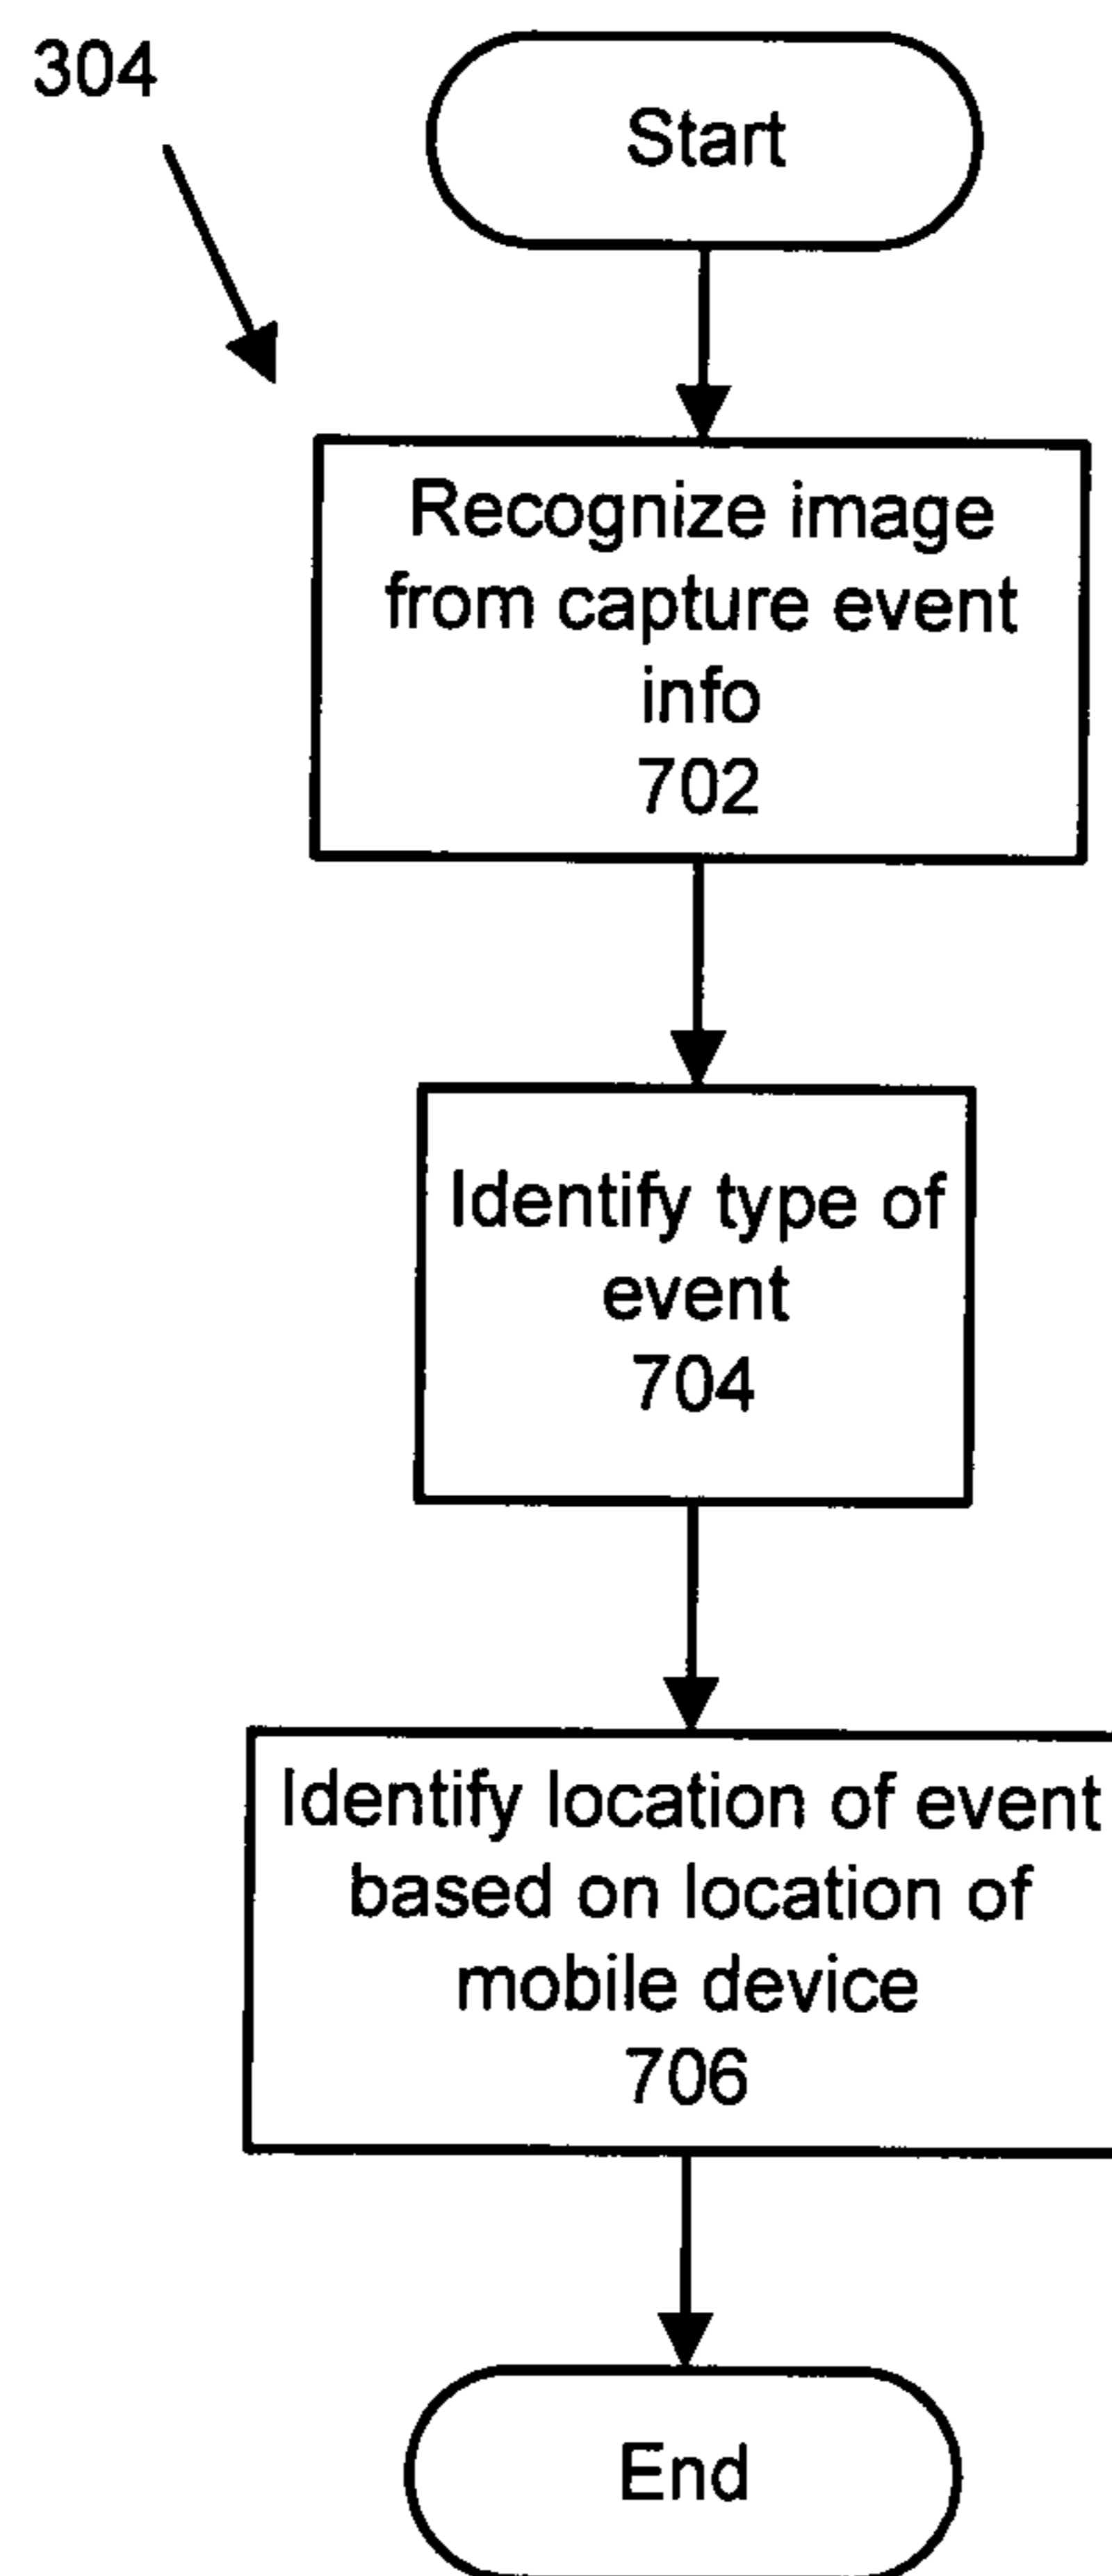 304
Start
Recognize image
from capture event
info
702
Identify type of
event
704
Identify location of event
based on location of
mobile device
706
End